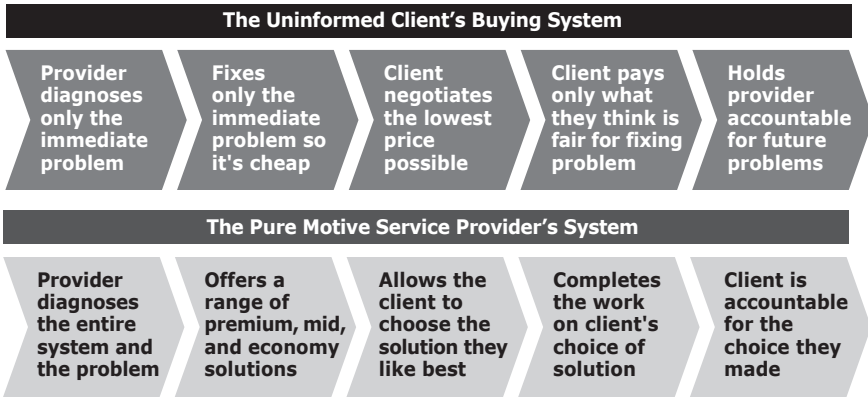 The Uninformed Client’s Buying System
Provider
diagnoses
only the
immediate
problem
Fixes
only the
immediate
problem so
it's cheap
Client
negotiates
the lowest
price
possible
Client pays
only what
they think is
fair for fixing
problem
Holds
provider
accountable
for future
problems
The Pure Motive Service Provider’s System
Provider
diagnoses
the entire
system and
the problem
Offers a
range of
premium, mid,
and economy
solutions
Allows the
client to
choose the
solution they
like best
Completes
the work
on client's
choice of
solution
Client is
accountable
for the
choice they
made